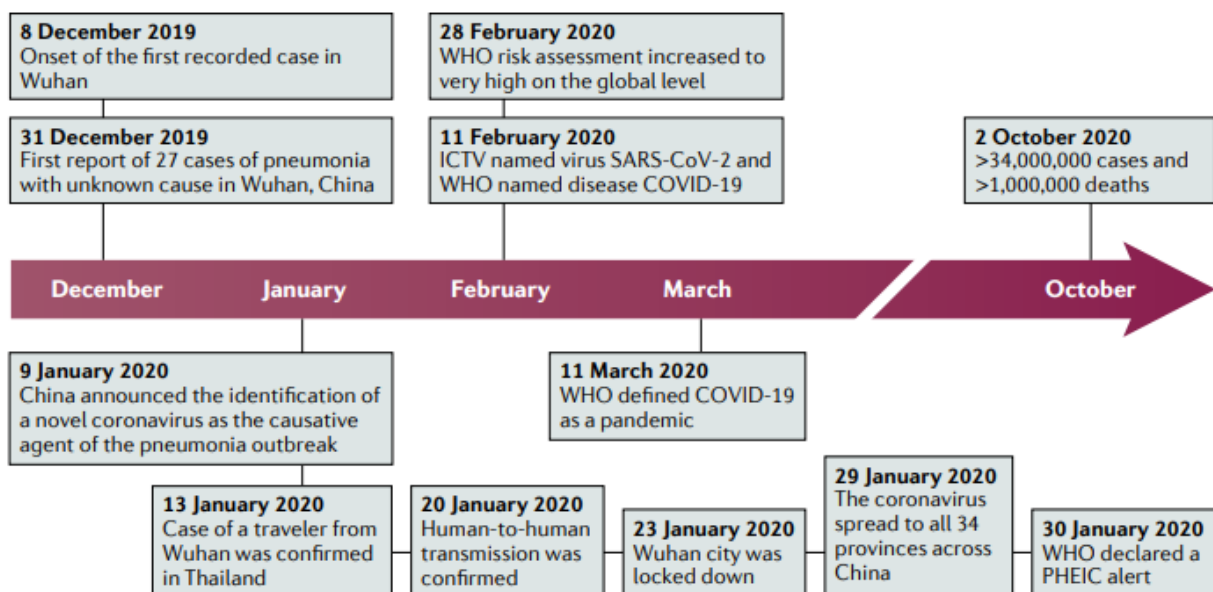 8 December 2019
Onset of the first recorded case in
Wuhan
31 December 2019
First report of 27 cases of pneumonia
with unknown cause in Wuhan, China
28 February 2020
WHO risk assessment increased to
very high on the global level
11 February 2020
ICTV named virus SARS-CoV-2 and
WHO named disease COVID-19
2 October 2020
>34,000,000 cases and
>1,000,000 deaths
December January February March October
9 January 2020
China announced the identification of
a novel coronavirus as the causative
agent of the pneumonia outbreak
11 March 2020
WHO defined COVID-19
as a pandemic
13 January 2020
Case of a traveler from
Wuhan was confirmed
in Thailand
20 January 2020
Human-to-human
transmission was
confirmed
23 January 2020
Wuhan city was
locked down
29 January 2020
The coronavirus
spread to all 34
provinces across
China
30 January 2020
WHO declared a
PHEIC alert